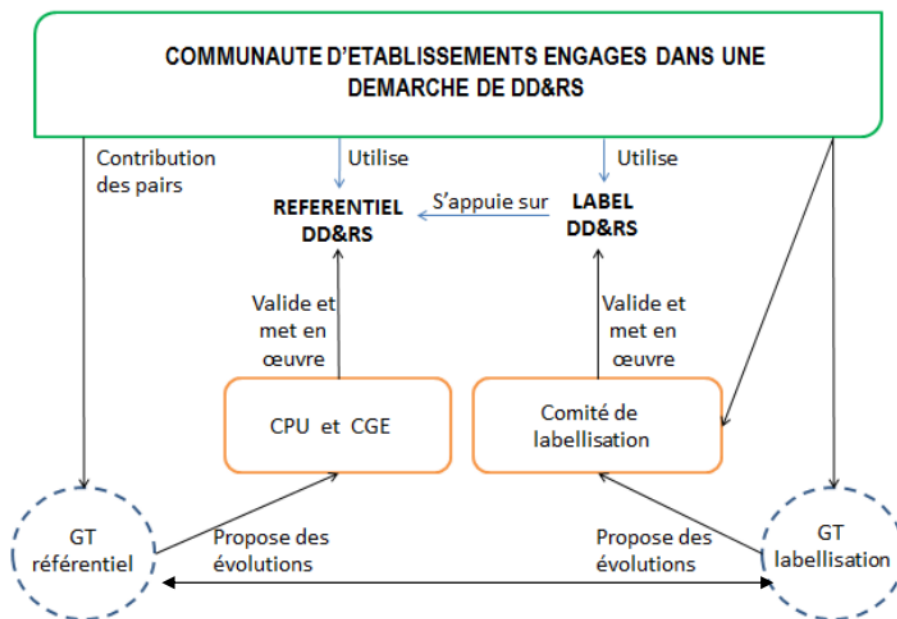 COMMUNAUTE D'ETABLISSEMENTS ENGAGES DANS UNE
DEMARCHE DE DD&RS
Contribution
des pairs
Utilise
Utilise
REFERENTIEL
DD&RS
S'appuie sur
LABEL
DD&RS
Valide et
met en
œuvre
Valide et
met en
œuvre
CPU et CGE
Comité de
labellisation
GT
référentiel
Propose des
évolutions
Propose des
évolutions
GT
labellisation